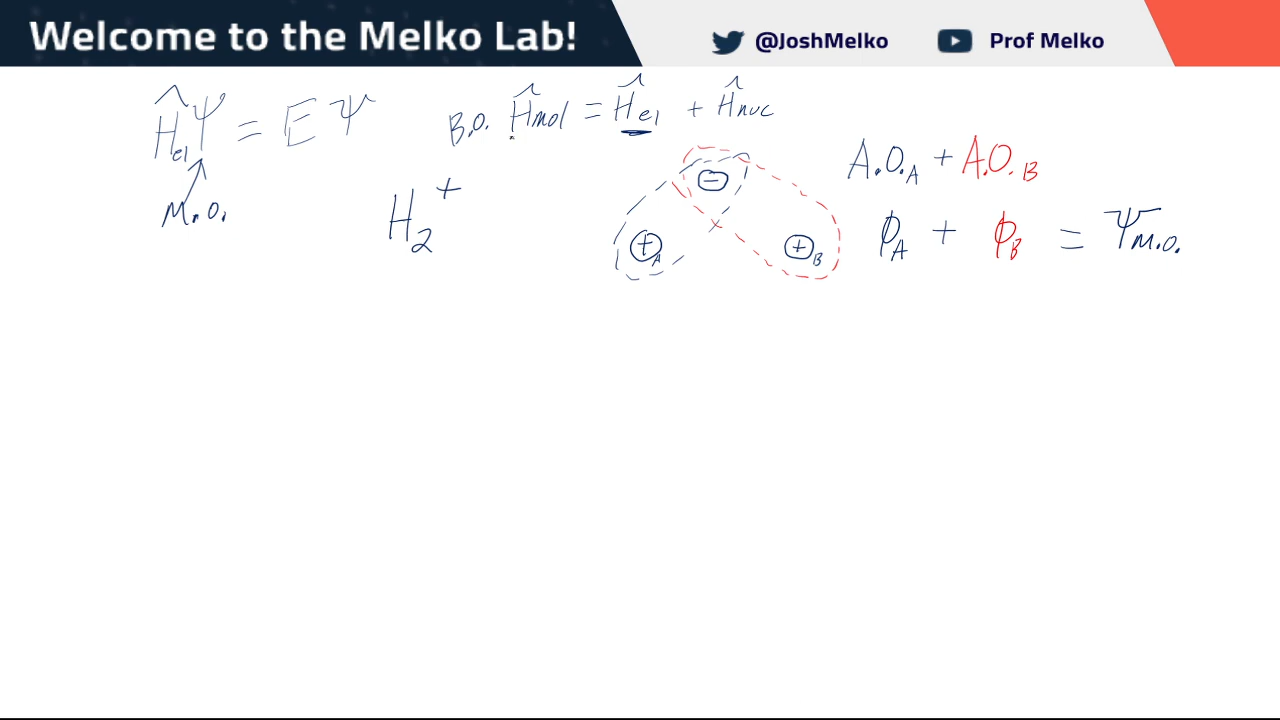 Welcome to the Melko Lab!
@JoshMelko
Prof Melko
Ĥel Ψ = E Ψ
B.O. Ĥmol = Ĥel + Ĥnuc
M.O.
H2+
−
+A
+B
A.O.A + A.O.B
ϕA + ϕB = ΨM.O.